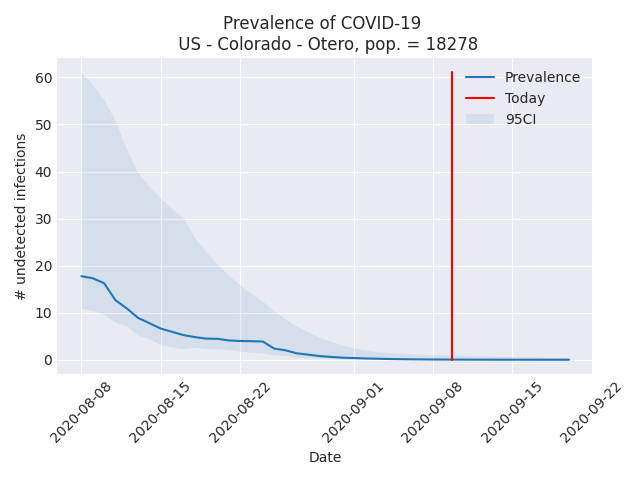 Prevalence of COVID-19
US - Colorado - Otero, pop. = 18278
Prevalence
Today
95CI
# undetected infections
60
50
40
30
20
10
0
2020-08-08
2020-08-15
2020-08-22
2020-09-01
2020-09-08
2020-09-15
2020-09-22
Date